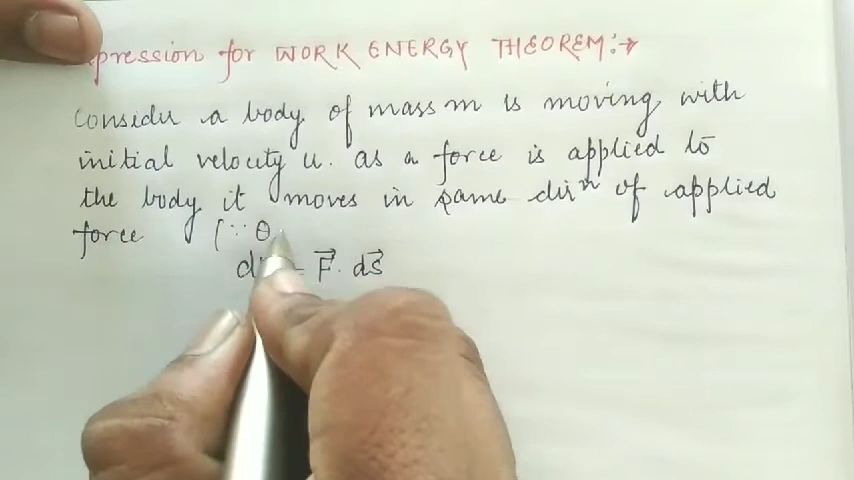 pression for WORK ENERGY THEOREM:→
Consider a body of mass m is moving with
initial velocity u. as a force is applied to
the body it moves in same dirⁿ of applied
force (∵ θ
d = F⃗. ds⃗